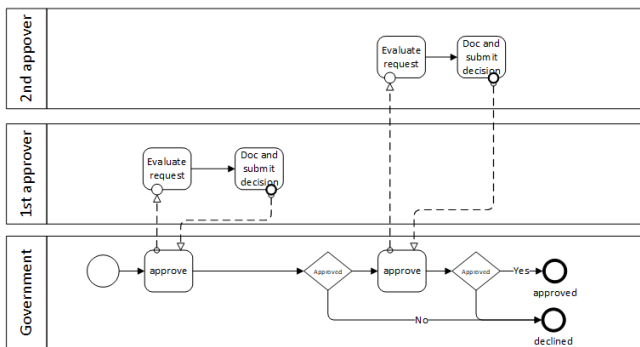 2nd appover
Evaluate
request
Doc and
submit
decision
1st approver
Evaluate
request
Doc and
submit
decision
Government
approve
Approved
approve
Approved
Yes
approved
No
declined